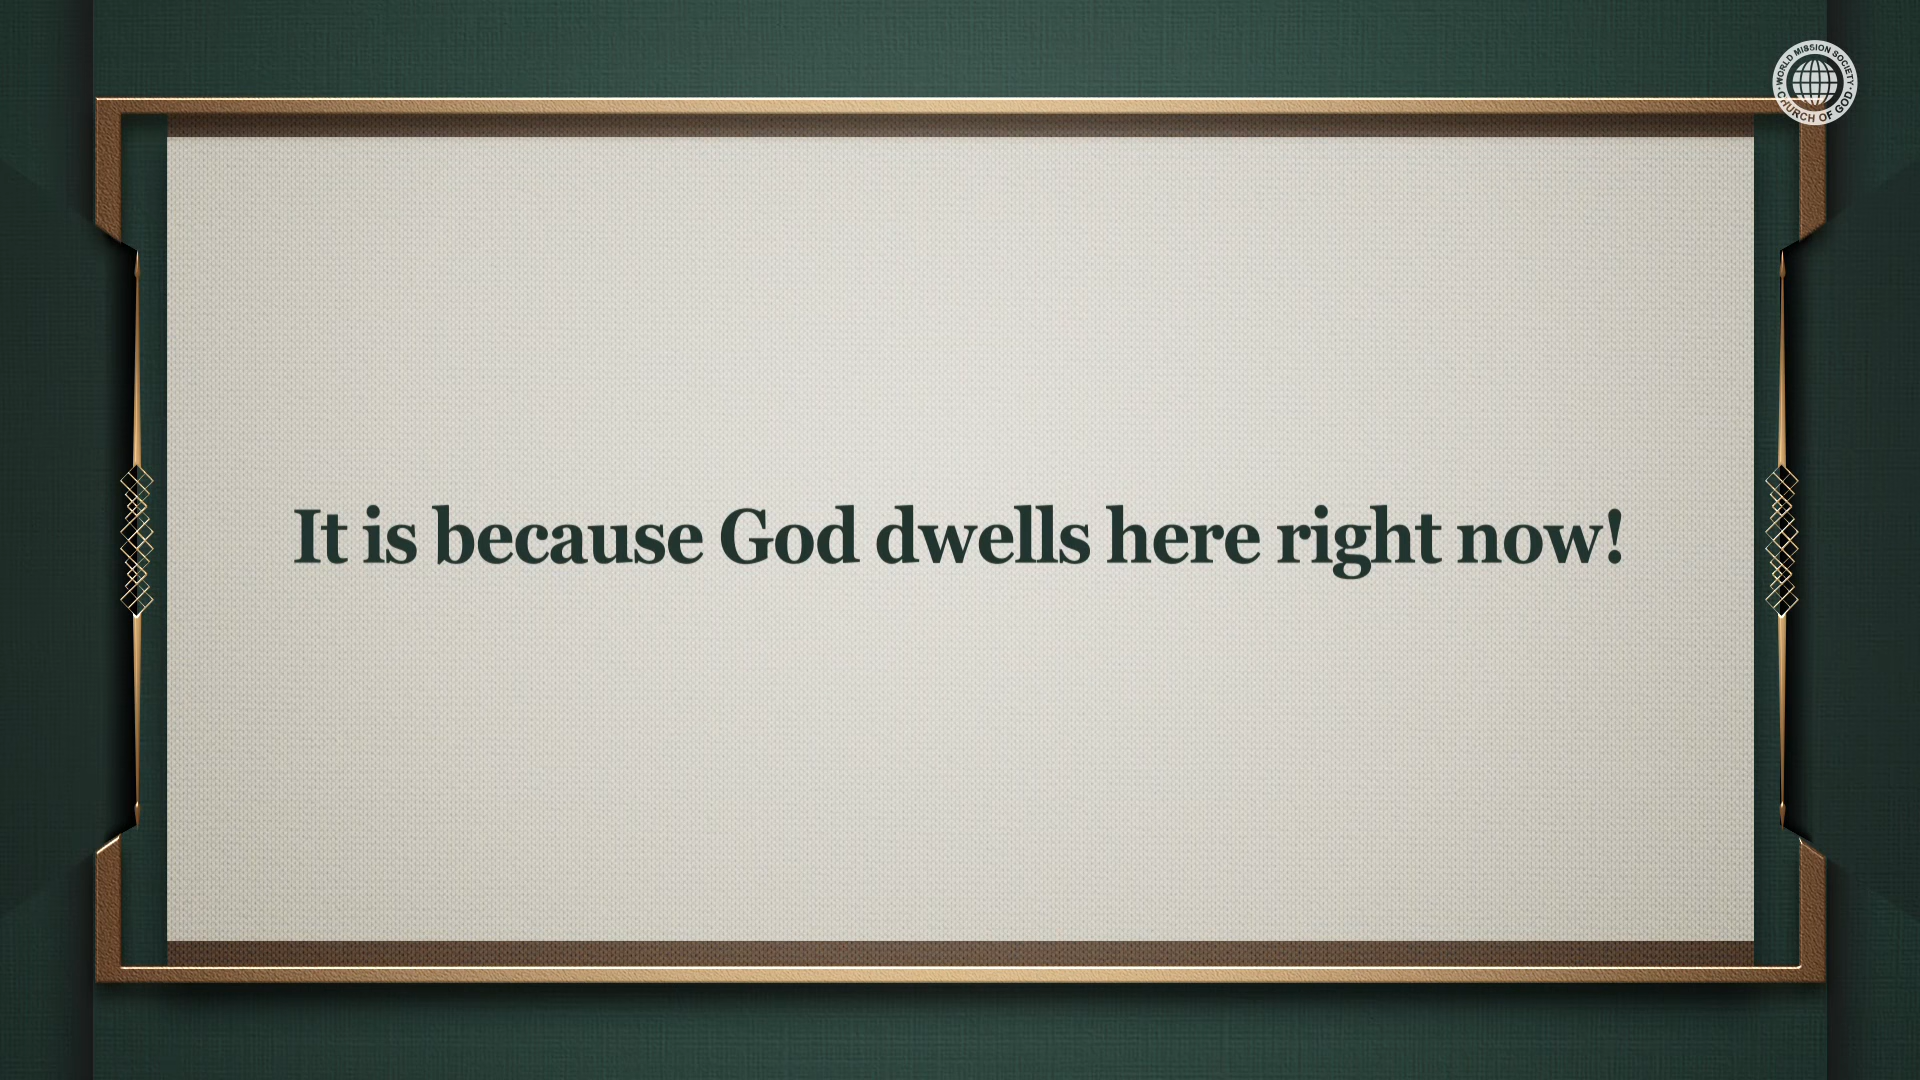 WORLD MISSION SOCIETY
CHURCH OF GOD
It is because God dwells here right now!